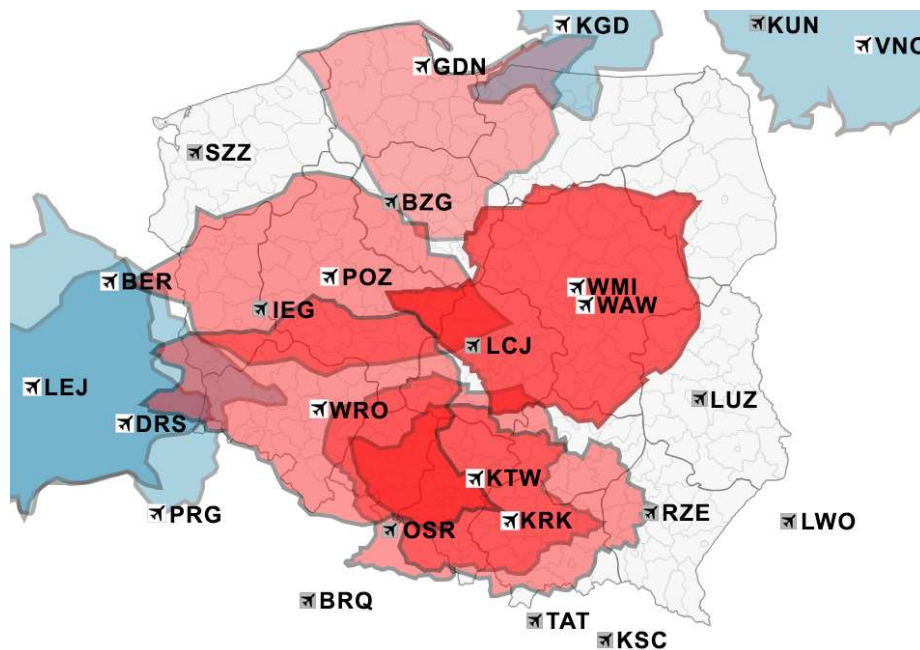 KGD
KUN
VNO
GDN
SZZ
BZG
BER
POZ
WMI
WAW
IEG
LCJ
LEJ
WRO
LUZ
DRS
KTW
PRG
KRK
RZE
OSR
LWO
BRQ
TAT
KSC